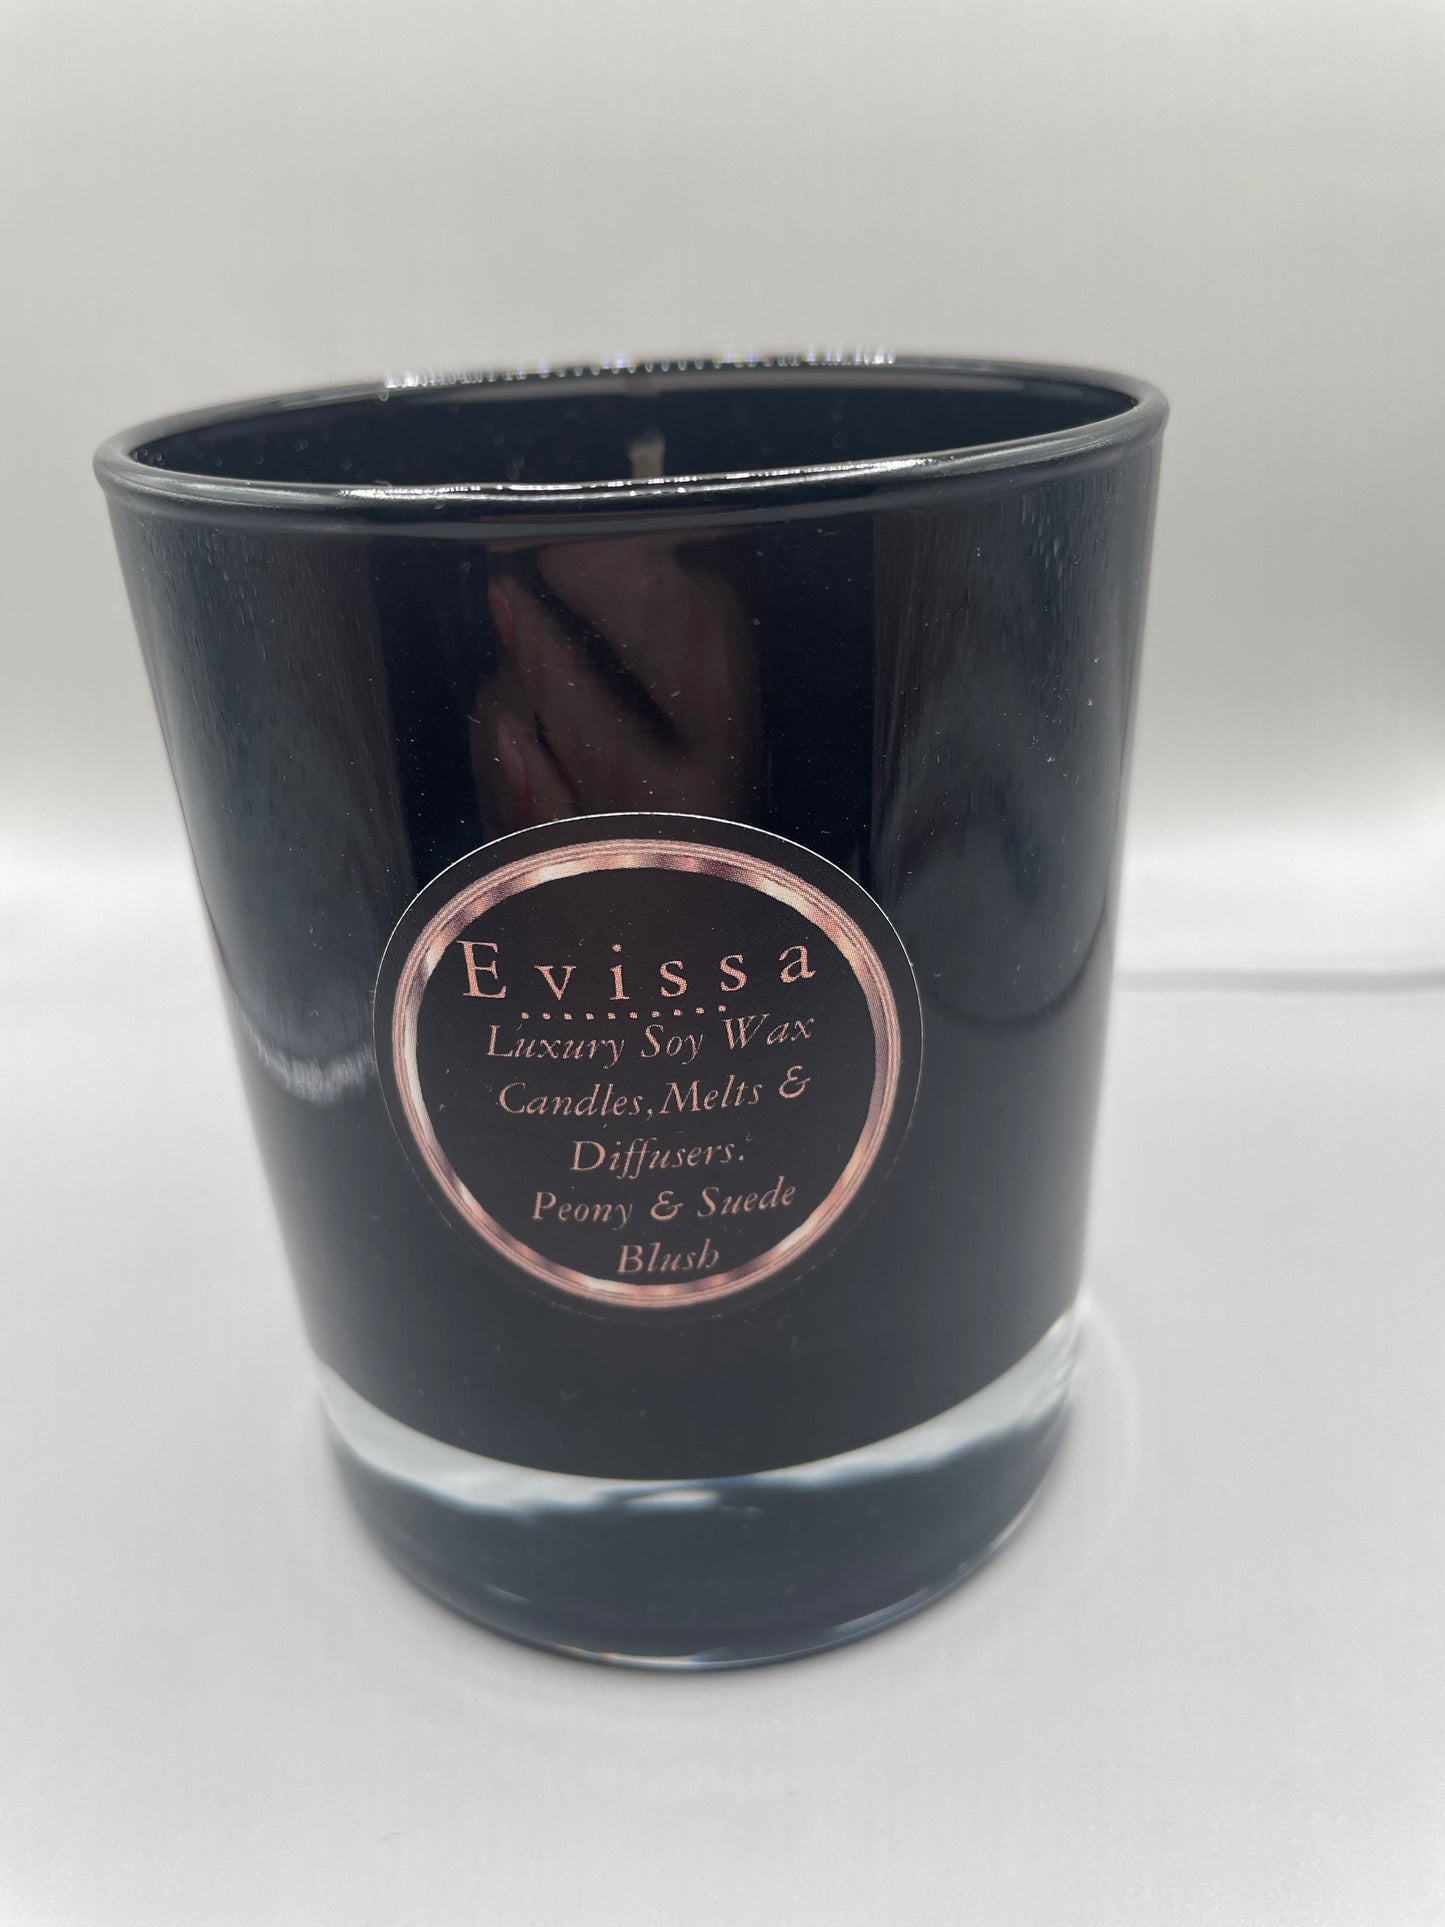 Evissa
Luxury Soy Wax
Candles,Melts &
Diffusers.
Peony & Suede
Blush